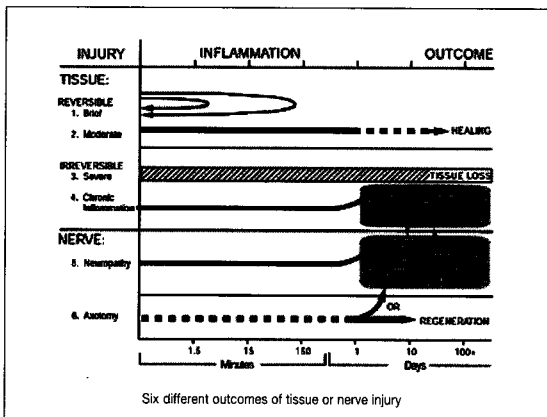 INJURY INFLAMMATION OUTCOME
TISSUE:
REVERSIBLE
1. Brief
2. Moderate
HEALING
IRREVERSIBLE
3. Severe
TISSUE LOSS
4. Chronic
Inflammation
NERVE:
5. Neuropathy
OR
6. Axotomy
REGENERATION
1.5 15 150 1 10 100+
Minutes Days
Six different outcomes of tissue or nerve injury